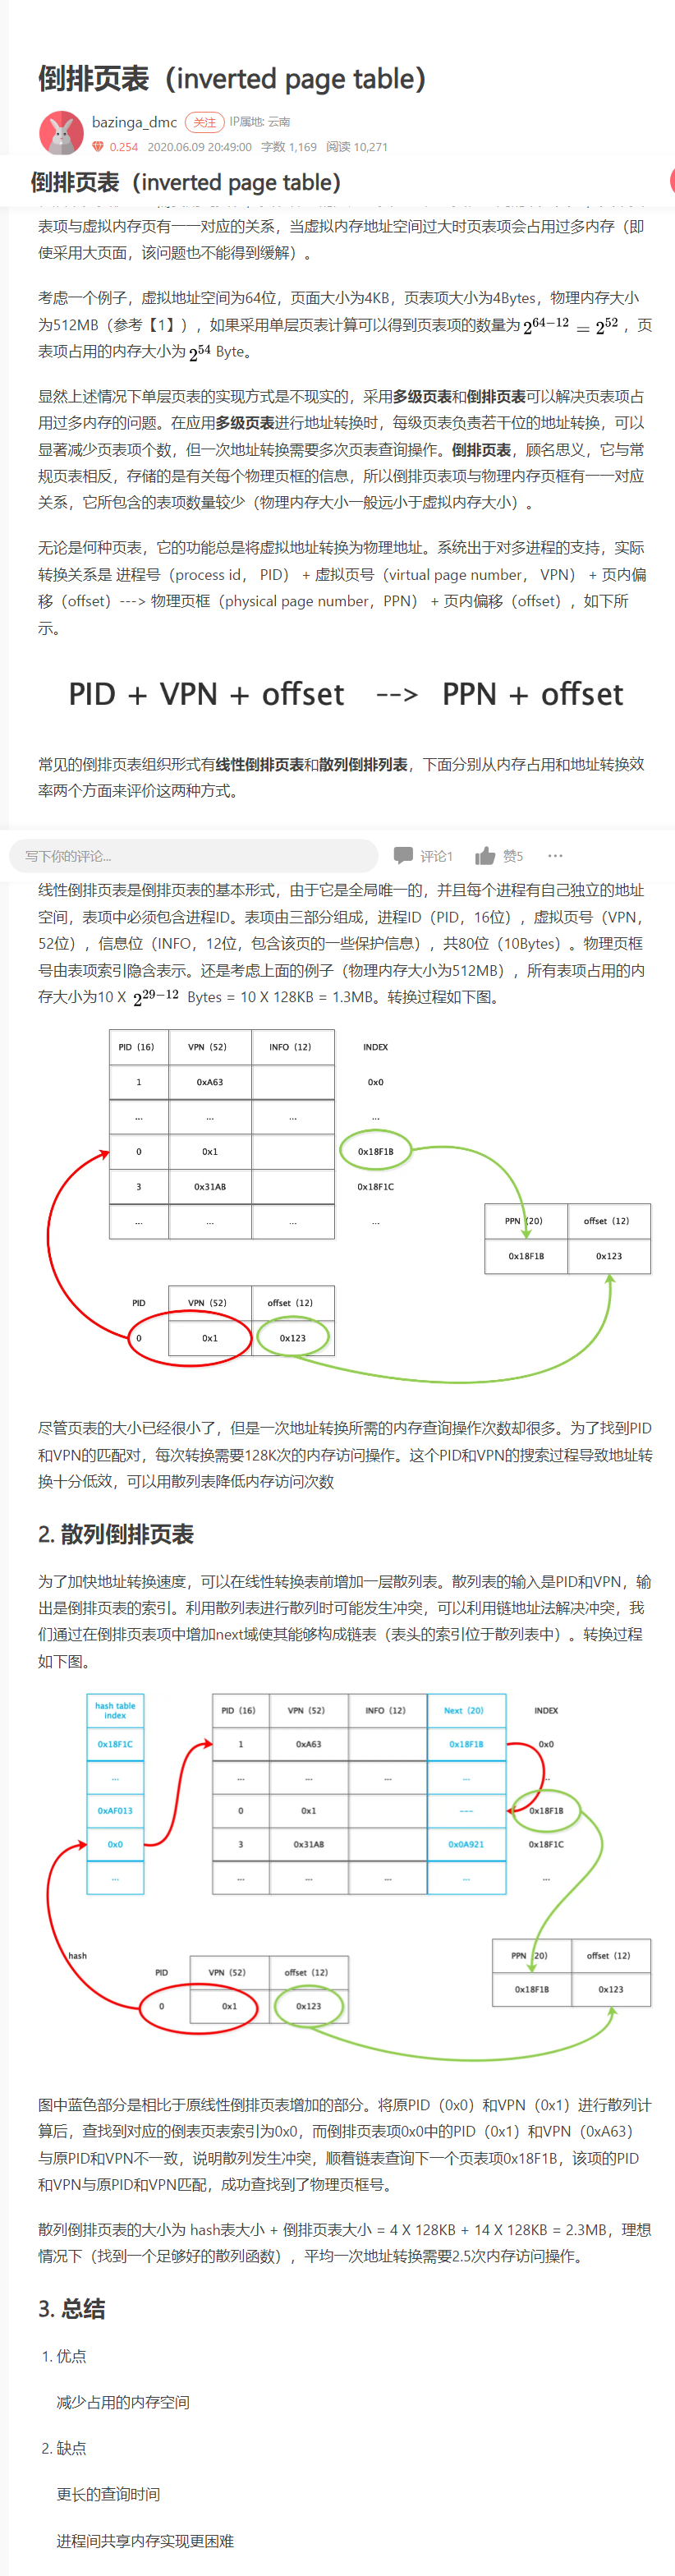 倒排页表（inverted page table）
bazinga_dmc 关注 IP属地: 云南
0.254 2020.06.09 20:49:00 字数 1,169 阅读 10,271
倒排页表（inverted page table）
表项与虚拟内存页有一一对应的关系，当虚拟内存地址空间过大时页表项会占用过多内存（即
使采用大页面，该问题也不能得到缓解）。
考虑一个例子，虚拟地址空间为64位，页面大小为4KB，页表项大小为4Bytes，物理内存大小
为512MB（参考【1】），如果采用单层页表计算可以得到页表项的数量为 2^{64-12} = 2^{52} ，页
表项占用的内存大小为 2^{54} Byte。
显然上述情况下单层页表的实现方式是不现实的，采用多级页表和倒排页表可以解决页表项占
用过多内存的问题。在应用多级页表进行地址转换时，每级页表负责若干位的地址转换，可以
显著减少页表项个数，但一次地址转换需要多次页表查询操作。倒排页表，顾名思义，它与常
规页表相反，存储的是有关每个物理页框的信息，所以倒排页表项与物理内存页框有一一对应
关系，它所包含的表项数量较少（物理内存大小一般远小于虚拟内存大小）。
无论是何种页表，它的功能总是将虚拟地址转换为物理地址。系统出于对多进程的支持，实际
转换关系是 进程号（process id， PID） + 虚拟页号（virtual page number， VPN） + 页内偏
移（offset）---> 物理页框（physical page number，PPN） + 页内偏移（offset），如下所
示。
PID + VPN + offset --> PPN + offset
常见的倒排页表组织形式有线性倒排页表和散列倒排列表，下面分别从内存占用和地址转换效
率两个方面来评价这两种方式。
写下你的评论... 评论1 赞5 ...
线性倒排页表是倒排页表的基本形式，由于它是全局唯一的，并且每个进程有自己独立的地址
空间，表项中必须包含进程ID。表项由三部分组成，进程ID（PID，16位），虚拟页号（VPN，
52位），信息位（INFO，12位，包含该页的一些保护信息），共80位（10Bytes）。物理页框
号由表项索引隐含表示。还是考虑上面的例子（物理内存大小为512MB），所有表项占用的内
存大小为10 X 2^{29-12} Bytes = 10 X 128KB = 1.3MB。转换过程如下图。
PID（16） VPN（52） INFO（12） INDEX
1 0xA63 0x0
... ... ... ...
0 0x1 0x18F1B
3 0x31AB 0x18F1C
... ... ... ...
PPN（20） offset（12）
0x18F1B 0x123
PID VPN（52） offset（12）
0 0x1 0x123
尽管页表的大小已经很小了，但是一次地址转换所需的内存查询操作次数却很多。为了找到PID
和VPN的匹配对，每次转换需要128K次的内存访问操作。这个PID和VPN的搜索过程导致地址转
换十分低效，可以用散列表降低内存访问次数
2. 散列倒排页表
为了加快地址转换速度，可以在线性转换表前增加一层散列表。散列表的输入是PID和VPN，输
出是倒排页表的索引。利用散列表进行散列时可能发生冲突，可以利用链地址法解决冲突，我
们通过在倒排页表项中增加next域使其能够构成链表（表头的索引位于散列表中）。转换过程
如下图。
hash table
index
PID（16） VPN（52） INFO（12） Next（20） INDEX
0x18F1C 1 0xA63 0x18F1B 0x0
... ... ... ... ... ..
0xAF013 0 0x1 --- 0x18F1B
0x0 3 0x31AB 0x0A921 0x18F1C
... ... ... ... ... ...
hash
PPN（20） offset（12）
0x18F1B 0x123
PID VPN（52） offset（12）
0 0x1 0x123
图中蓝色部分是相比于原线性倒排页表增加的部分。将原PID（0x0）和VPN（0x1）进行散列计
算后，查找到对应的倒表页表索引为0x0，而倒排页表项0x0中的PID（0x1）和VPN（0xA63）
与原PID和VPN不一致，说明散列发生冲突，顺着链表查询下一个页表项0x18F1B，该项的PID
和VPN与原PID和VPN匹配，成功查找到了物理页框号。
散列倒排页表的大小为 hash表大小 + 倒排页表大小 = 4 X 128KB + 14 X 128KB = 2.3MB，理想
情况下（找到一个足够好的散列函数），平均一次地址转换需要2.5次内存访问操作。
3. 总结
1. 优点
减少占用的内存空间
2. 缺点
更长的查询时间
进程间共享内存实现更困难